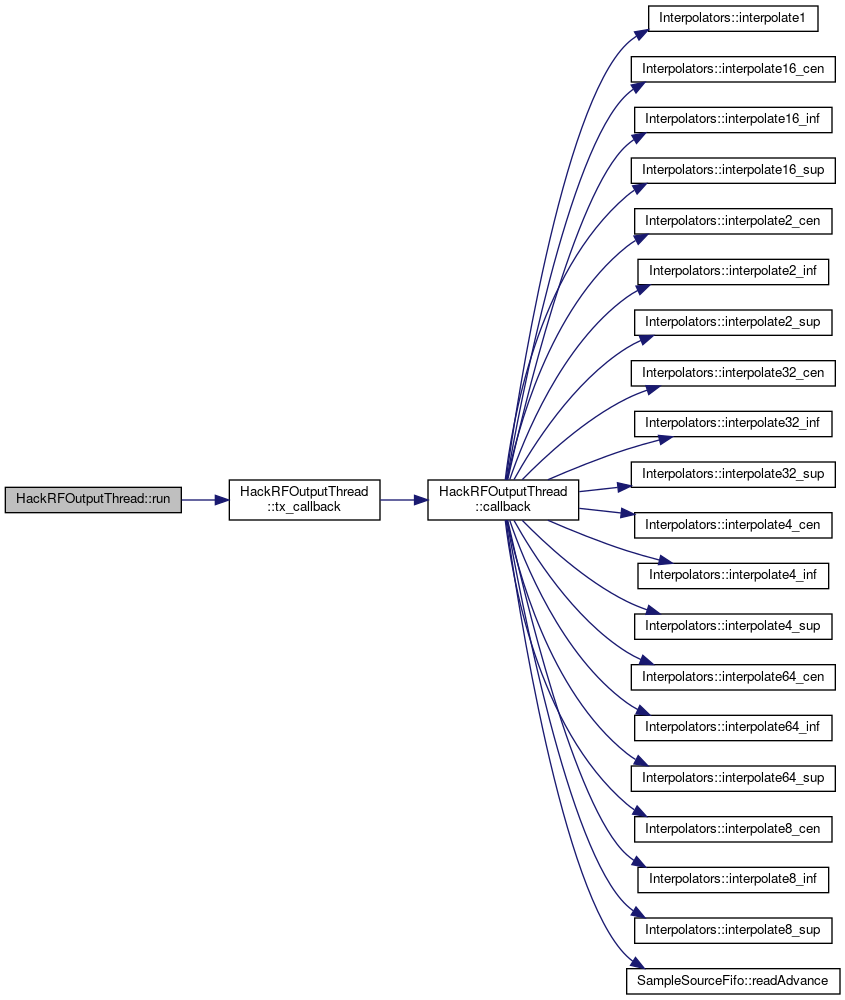 HackRFOutputThread::run
HackRFOutputThread
::tx_callback
HackRFOutputThread
::callback
Interpolators::interpolate1
Interpolators::interpolate16_cen
Interpolators::interpolate16_inf
Interpolators::interpolate16_sup
Interpolators::interpolate2_cen
Interpolators::interpolate2_inf
Interpolators::interpolate2_sup
Interpolators::interpolate32_cen
Interpolators::interpolate32_inf
Interpolators::interpolate32_sup
Interpolators::interpolate4_cen
Interpolators::interpolate4_inf
Interpolators::interpolate4_sup
Interpolators::interpolate64_cen
Interpolators::interpolate64_inf
Interpolators::interpolate64_sup
Interpolators::interpolate8_cen
Interpolators::interpolate8_inf
Interpolators::interpolate8_sup
SampleSourceFifo::readAdvance